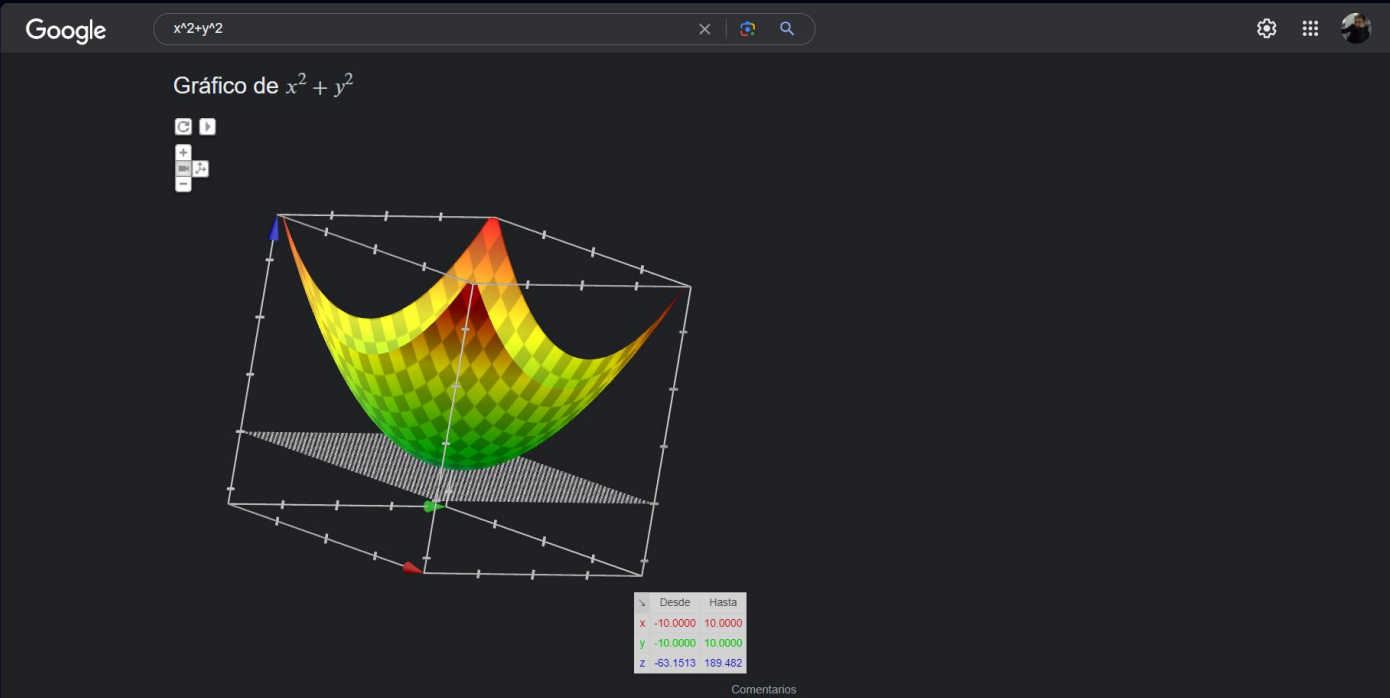 Google
x^2+y^2
Gráfico de x² + y²
Desde Hasta
x -10.0000 10.0000
y -10.0000 10.0000
z -63.1513 189.482
Comentarios